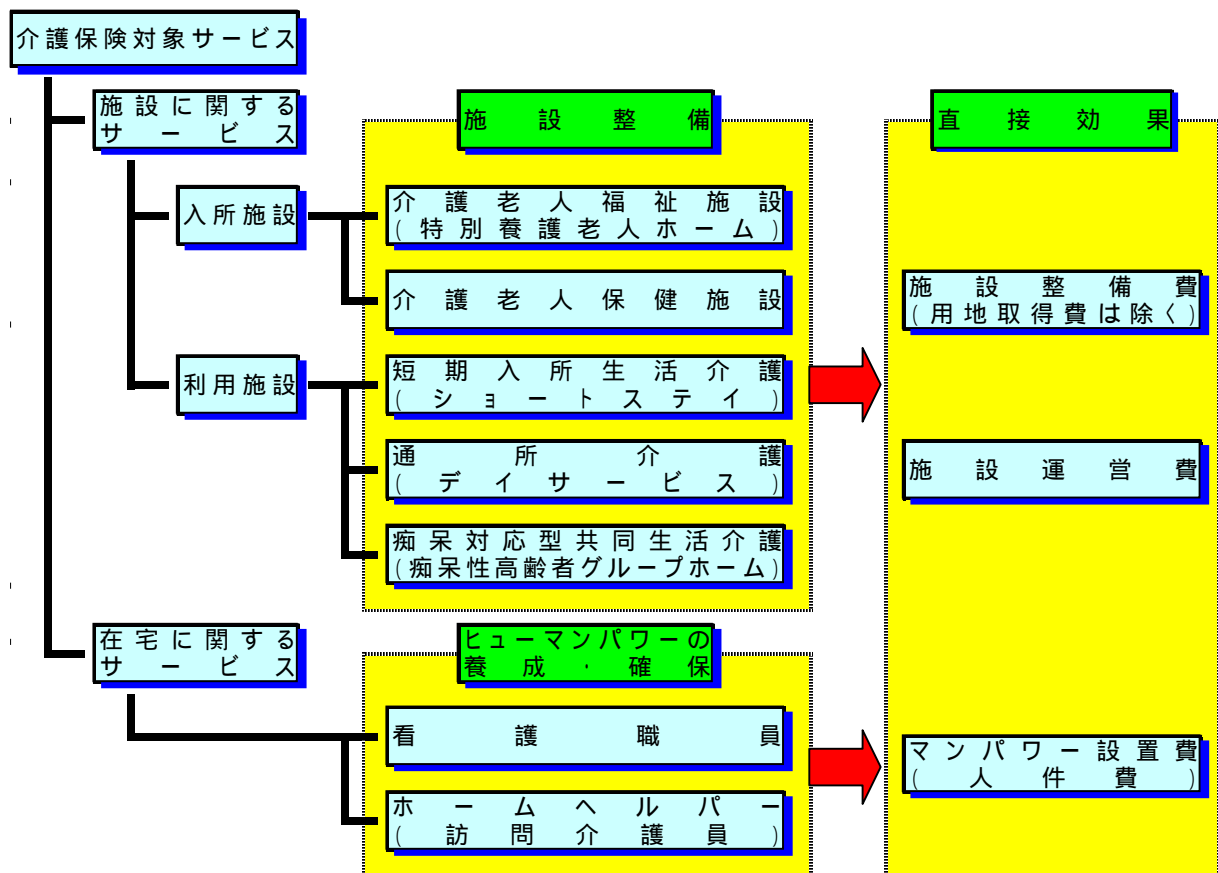 介護保険対象サービス
施設に関する
サービス
施設整備
直接効果
入所施設
介護老人福祉施設
(特別養護老人ホーム)
介護老人保健施設
施設整備費
(用地取得費は除く)
利用施設
短期入所生活介護
(ショートステイ)
通所介護
(デイサービス)
施設運営費
痴呆対応型共同生活介護
(痴呆性高齢者グループホーム)
在宅に関する
サービス
ヒューマンパワーの
養成・確保
看護職員
マンパワー設置費
(人件費)
ホームヘルパー
(訪問介護員)